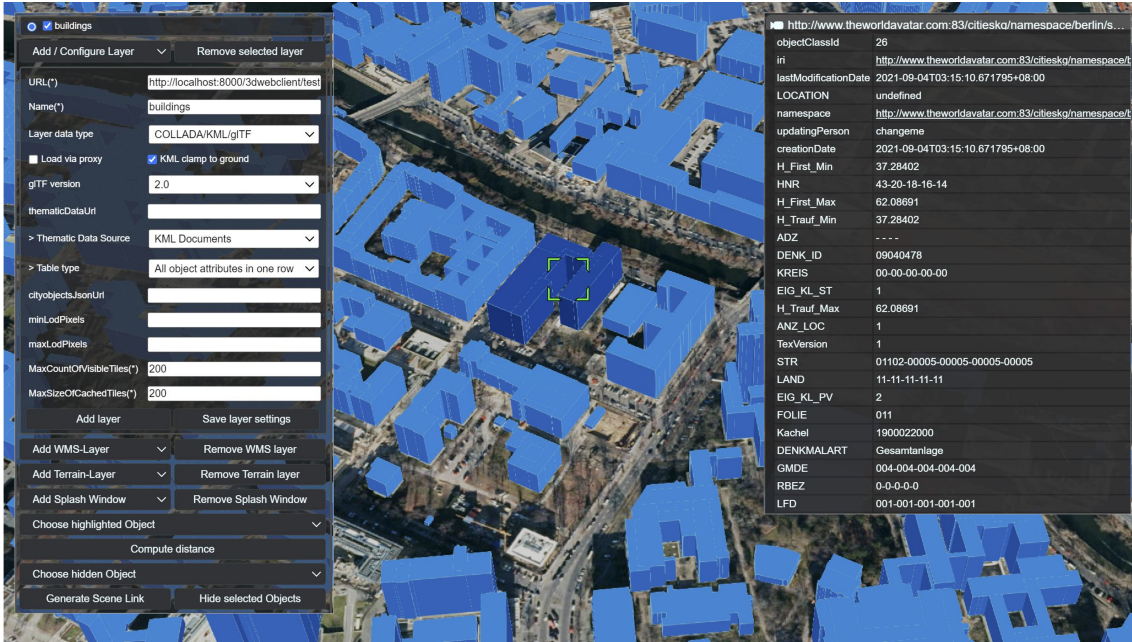 buildings
Add / Configure Layer Remove selected layer
URL(*) http://localhost:8000/3dwebclient/test
Name(*) buildings
Layer data type COLLADA/KML/glTF
Load via proxy KML clamp to ground
glTF version 2.0
thematicDataUrl
> Thematic Data Source KML Documents
> Table type All object attributes in one row
cityobjectsJsonUrl
minLodPixels
maxLodPixels
MaxCountOfVisibleTiles(*) 200
MaxSizeOfCachedTiles(*) 200
Add layer Save layer settings
Add WMS-Layer Remove WMS layer
Add Terrain-Layer Remove Terrain layer
Add Splash Window Remove Splash Window
Choose highlighted Object
Compute distance
Choose hidden Object
Generate Scene Link Hide selected Objects
http://www.theworldavatar.com:83/citieskg/namespace/berlin/s...
objectClassId 26
iri http://www.theworldavatar.com:83/citieskg/namespace/b
lastModificationDate 2021-09-04T03:15:10.671795+08:00
LOCATION undefined
namespace http://www.theworldavatar.com:83/citieskg/namespace/b
updatingPerson changeme
creationDate 2021-09-04T03:15:10.671795+08:00
H_First_Min 37.28402
HNR 43-20-18-16-14
H_First_Max 62.08691
H_Trauf_Min 37.28402
ADZ - - - -
DENK_ID 09040478
KREIS 00-00-00-00-00
EIG_KL_ST 1
H_Trauf_Max 62.08691
ANZ_LOC 1
TexVersion 1
STR 01102-00005-00005-00005-00005
LAND 11-11-11-11-11
EIG_KL_PV 2
FOLIE 011
Kachel 1900022000
DENKMALART Gesamtanlage
GMDE 004-004-004-004-004
RBEZ 0-0-0-0-0
LFD 001-001-001-001-001